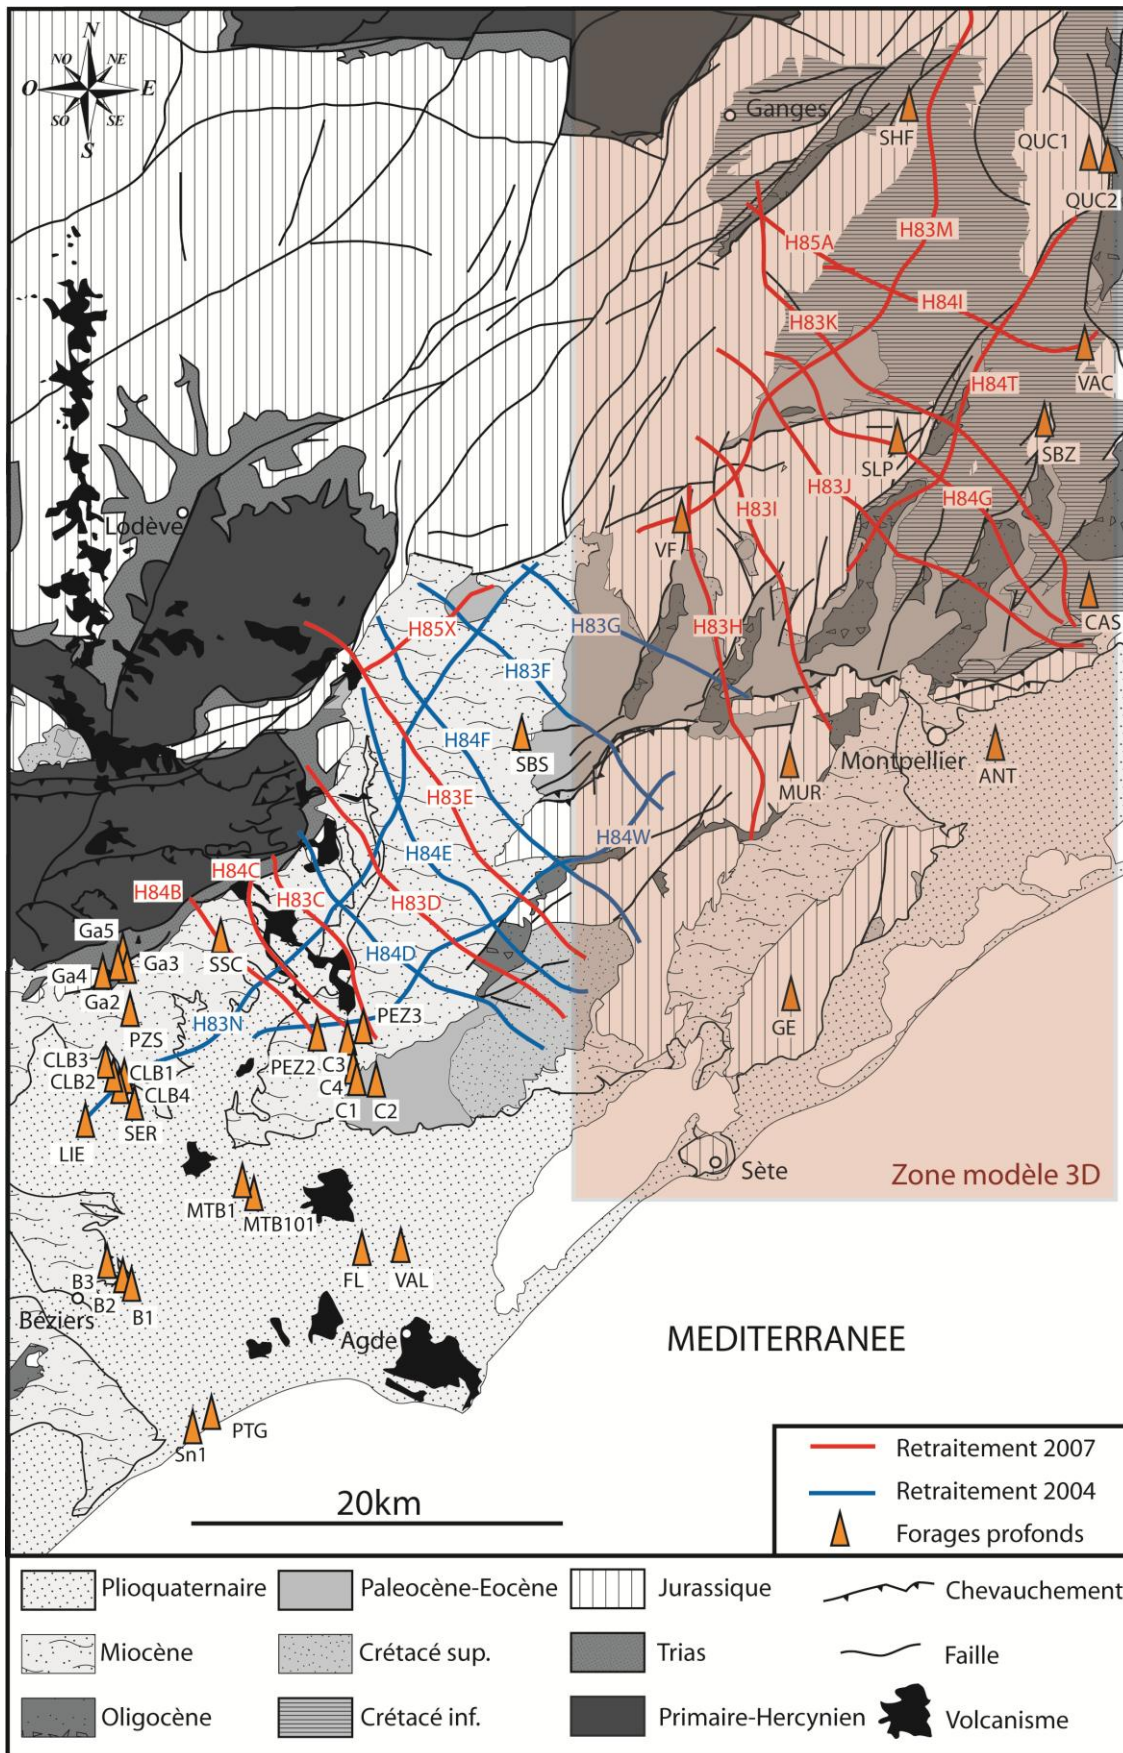 N
NO
NE
O
E
SO
SE
S
Ganges
SHF
QUC1
QUC2
H85A
H83M
H84I
H83K
VAC
H84T
SBZ
SLP
H83J
H84G
H83I
VF
Lodève
CAS
H83G
H83H
H85X
H83F
H84F
SBS
Montpellier
ANT
MUR
H83E
H84W
H84E
H84C
H84B
H83C
H83D
Ga5
Ga3
SSC
H84D
Ga4
Ga2
H83N
PEZ3
GE
PZS
CLB3
CLB1
PEZ2
C3
CLB2
C4
CLB4
C1
C2
SER
LIE
Sète
Zone modèle 3D
MTB1
MTB101
B3
FL
VAL
B2
B1
Béziers
Agde
MEDITERRANEE
PTG
Sn1
20km
Retraitement 2007
Retraitement 2004
Forages profonds
Plioquaternaire
Paleocène-Eocène
Jurassique
Chevauchement
Miocène
Crétacé sup.
Trias
Faille
Oligocène
Crétacé inf.
Primaire-Hercynien
Volcanisme